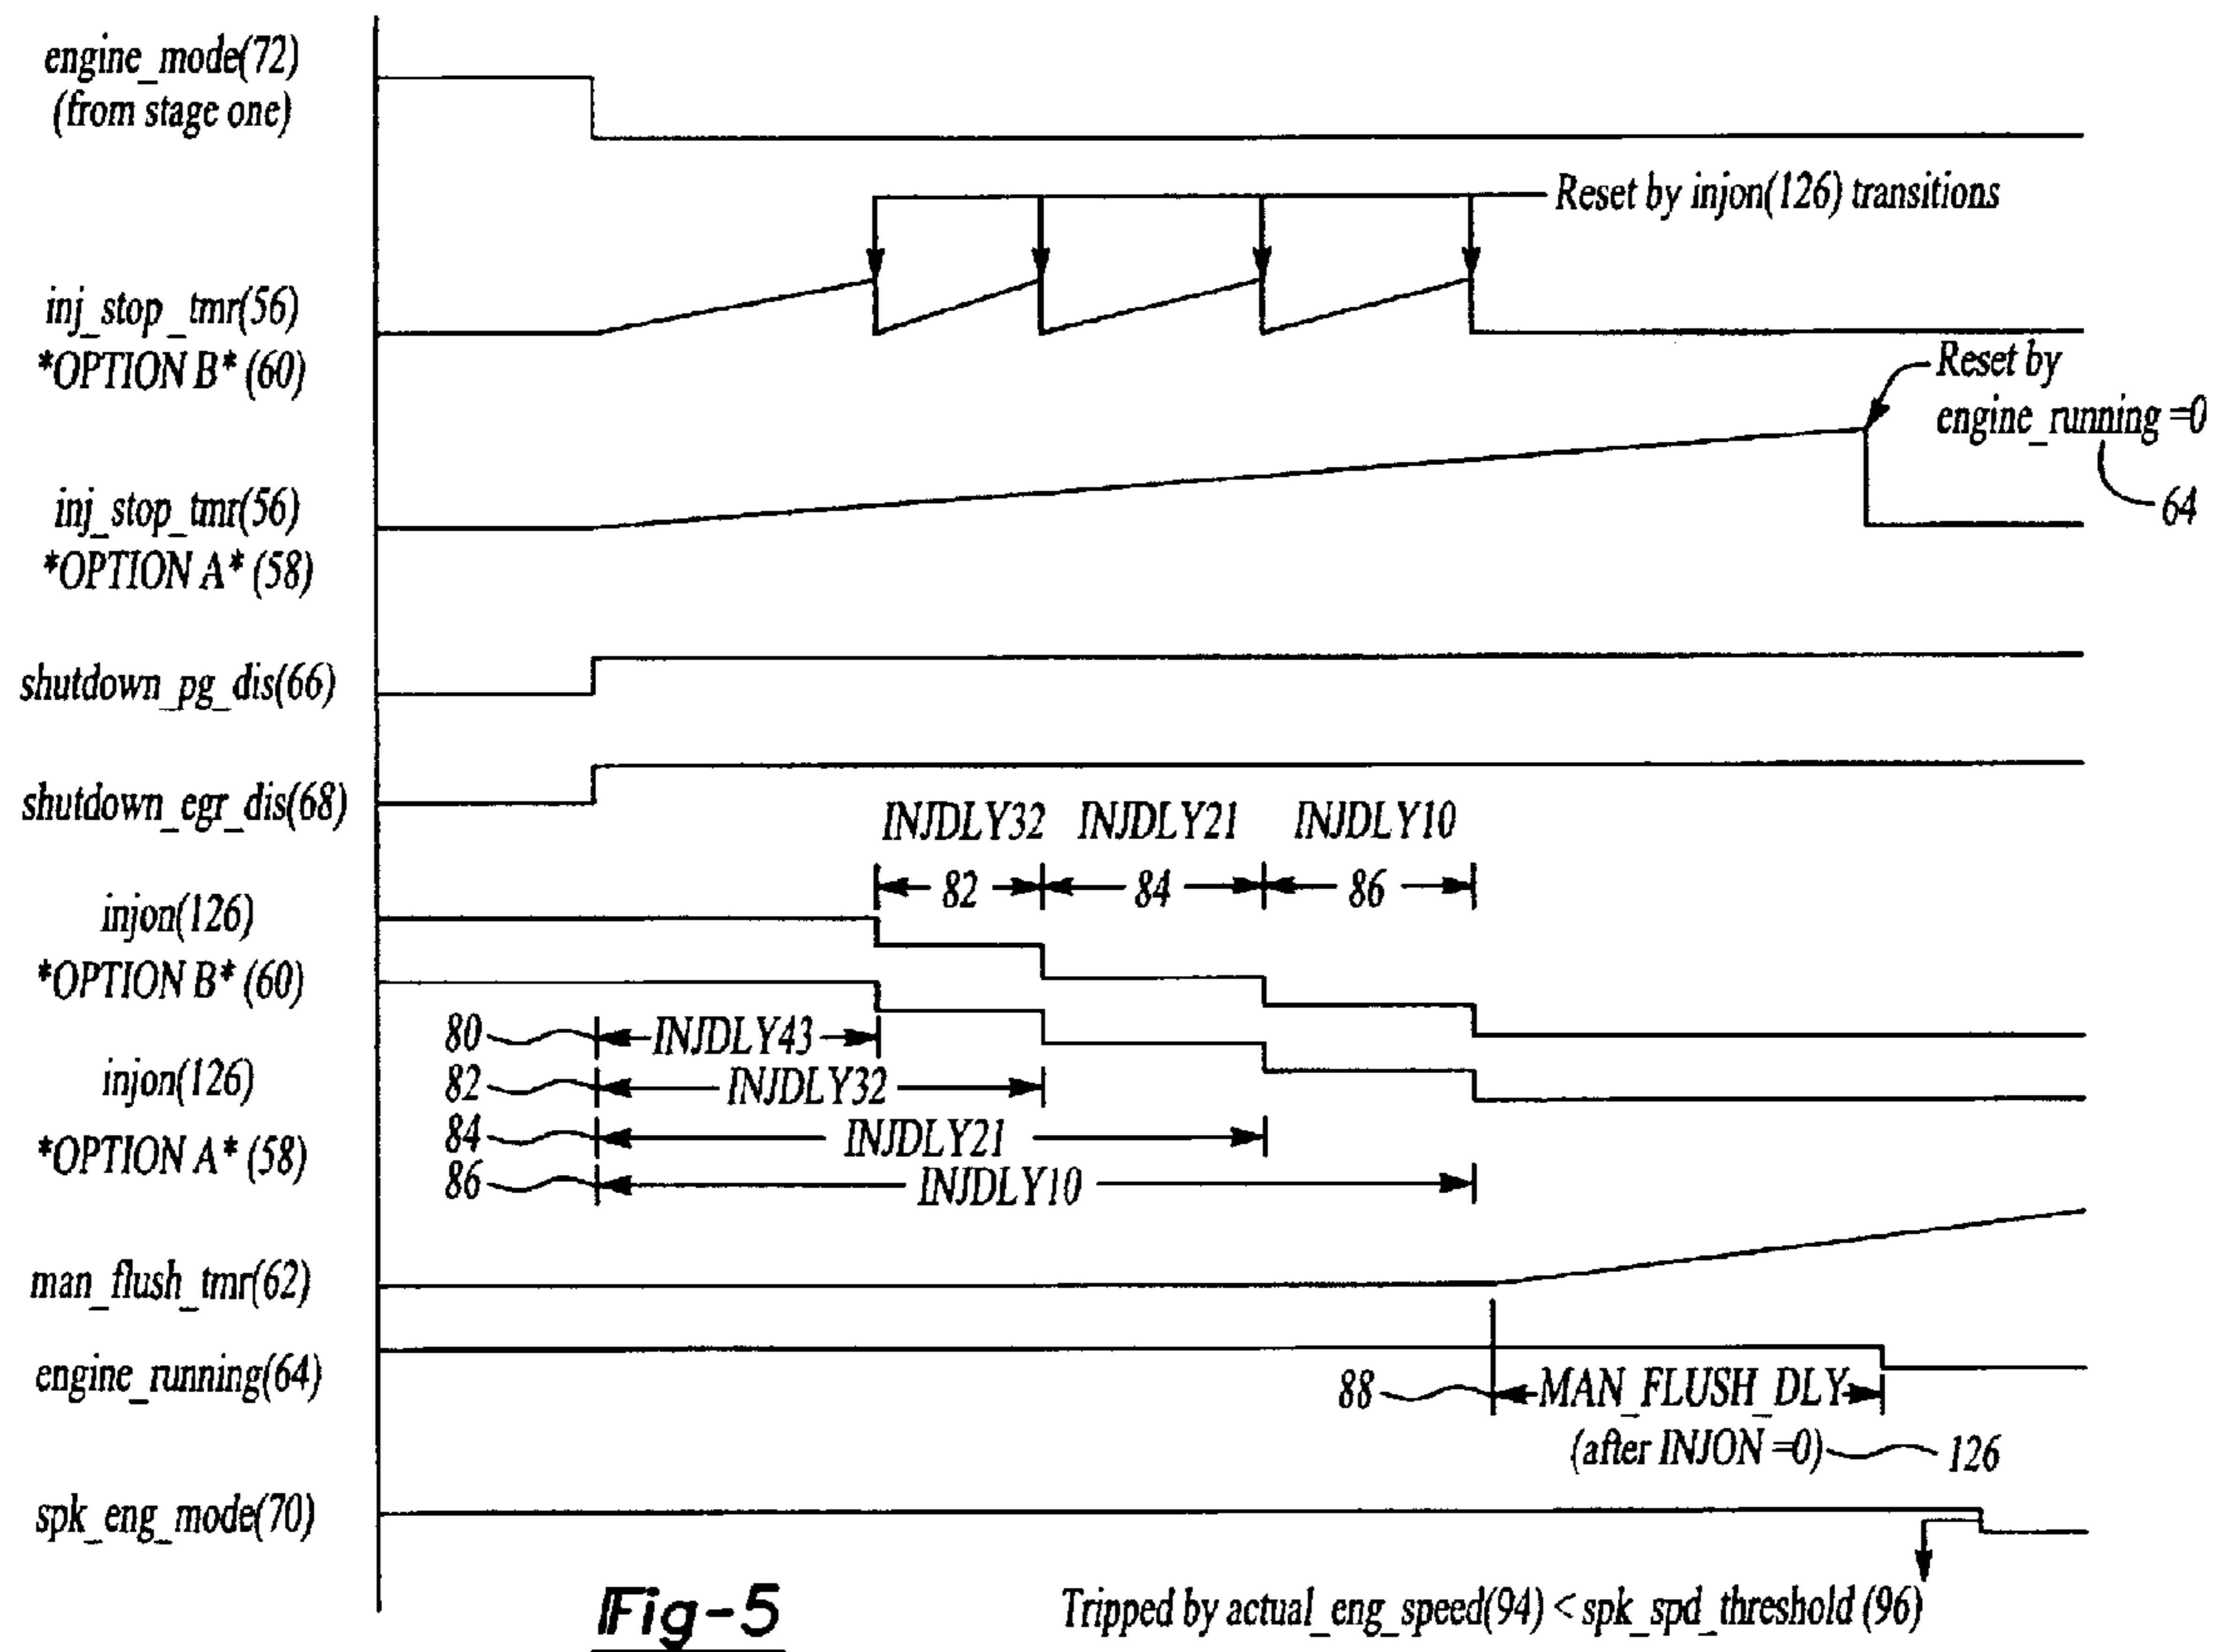 engine_mode(72)
(from stage one)
Reset by injon(126) transitions
inj_stop_tmr(56)
*OPTION B* (60)
Reset by
engine_running =0
64
inj_stop_tmr(56)
*OPTION A* (58)
shutdown_pg_dis(66)
shutdown_egr_dis(68)
INJDLY32 INJDLY21 INJDLY10
82 84 86
injon(126)
*OPTION B* (60)
80 INJDLY43
injon(126)
82 INJDLY32
*OPTION A* (58)
84 INJDLY21
86 INJDLY10
man_flush_tmr(62)
engine_running(64)
88 MAN_FLUSH_DLY
(after INJON =0) 126
spk_eng_mode(70)
Tripped by actual_eng_speed(94) < spk_spd_threshold (96)
Fig-5